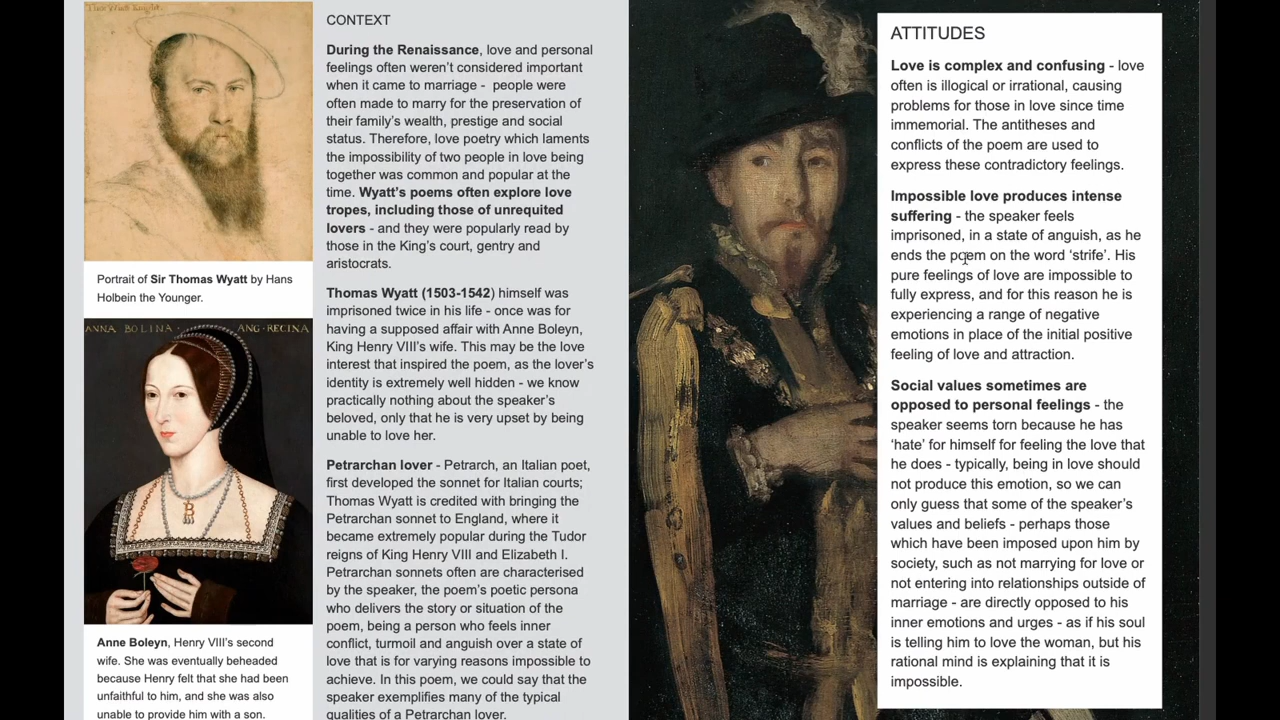 Portrait of Sir Thomas Wyatt by Hans
Holbein the Younger.
ANNA BOLINA · ANG · REGINA
B
Anne Boleyn, Henry VIII's second
wife. She was eventually beheaded
because Henry felt that she had been
unfaithful to him, and she was also
unable to provide him with a son.
CONTEXT
During the Renaissance, love and personal
feelings often weren't considered important
when it came to marriage - people were
often made to marry for the preservation of
their family's wealth, prestige and social
status. Therefore, love poetry which laments
the impossibility of two people in love being
together was common and popular at the
time. Wyatt's poems often explore love
tropes, including those of unrequited
lovers - and they were popularly read by
those in the King's court, gentry and
aristocrats.
Thomas Wyatt (1503-1542) himself was
imprisoned twice in his life - once was for
having a supposed affair with Anne Boleyn,
King Henry VIII's wife. This may be the love
interest that inspired the poem, as the lover's
identity is extremely well hidden - we know
practically nothing about the speaker's
beloved, only that he is very upset by being
unable to love her.
Petrarchan lover - Petrarch, an Italian poet,
first developed the sonnet for Italian courts;
Thomas Wyatt is credited with bringing the
Petrarchan sonnet to England, where it
became extremely popular during the Tudor
reigns of King Henry VIII and Elizabeth I.
Petrarchan sonnets often are characterised
by the speaker, the poem's poetic persona
who delivers the story or situation of the
poem, being a person who feels inner
conflict, turmoil and anguish over a state of
love that is for varying reasons impossible to
achieve. In this poem, we could say that the
speaker exemplifies many of the typical
qualities of a Petrarchan lover.
ATTITUDES
Love is complex and confusing - love
often is illogical or irrational, causing
problems for those in love since time
immemorial. The antitheses and
conflicts of the poem are used to
express these contradictory feelings.
Impossible love produces intense
suffering - the speaker feels
imprisoned, in a state of anguish, as he
ends the poem on the word 'strife'. His
pure feelings of love are impossible to
fully express, and for this reason he is
experiencing a range of negative
emotions in place of the initial positive
feeling of love and attraction.
Social values sometimes are
opposed to personal feelings - the
speaker seems torn because he has
'hate' for himself for feeling the love that
he does - typically, being in love should
not produce this emotion, so we can
only guess that some of the speaker's
values and beliefs - perhaps those
which have been imposed upon him by
society, such as not marrying for love or
not entering into relationships outside of
marriage - are directly opposed to his
inner emotions and urges - as if his soul
is telling him to love the woman, but his
rational mind is explaining that it is
impossible.